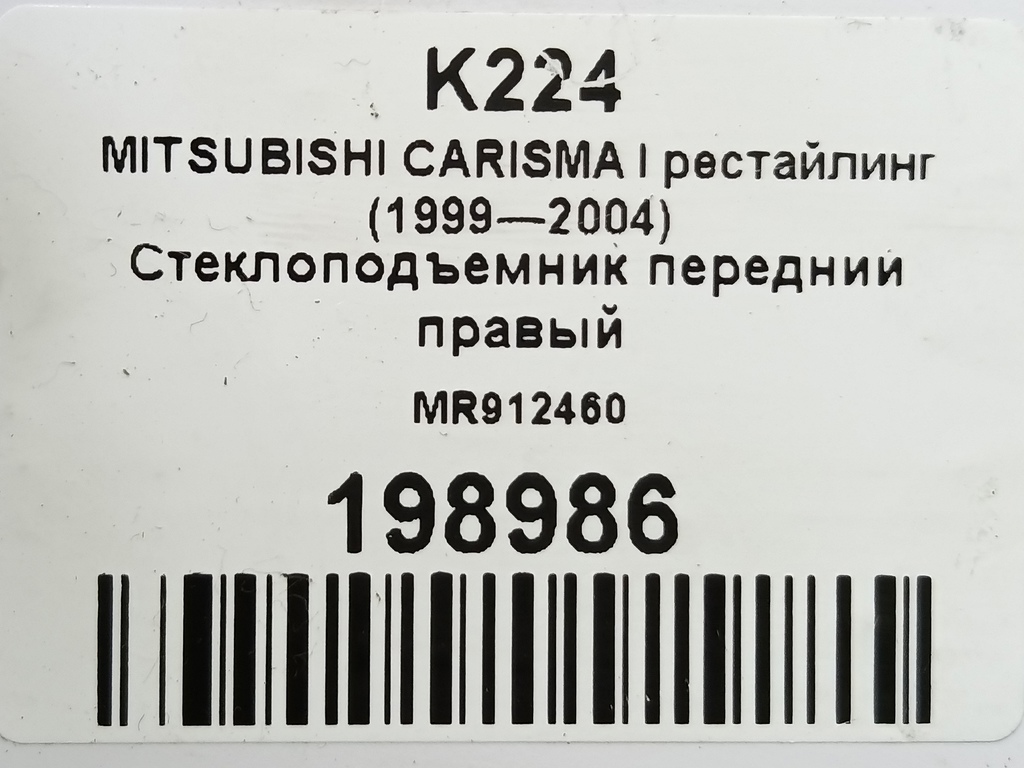 K224
MITSUBISHI CARISMA I рестайлинг
(1999—2004)
Стеклоподъемник передний
правый
MR912460
198986